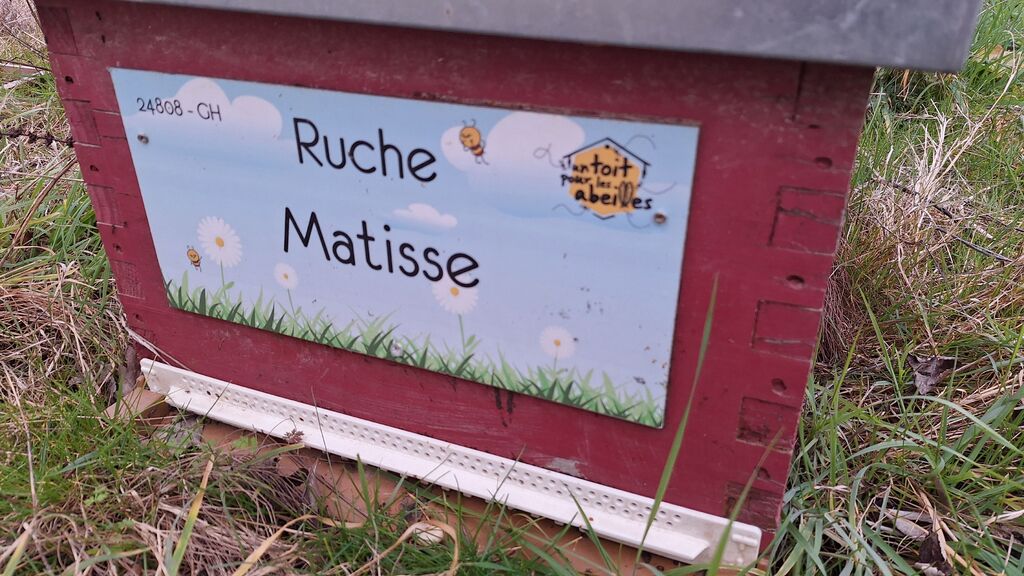 24808 - GH
Ruche
Matisse
un toit
pour les
abeilles